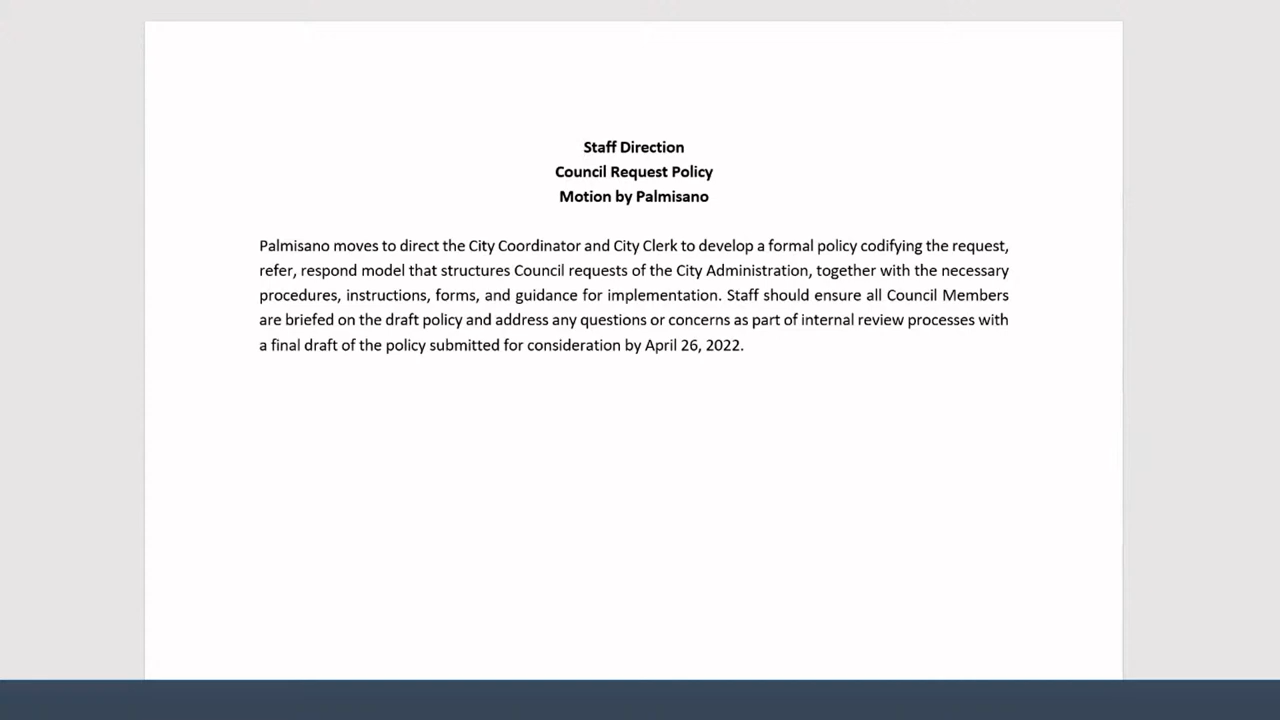 Staff Direction
Council Request Policy
Motion by Palmisano
Palmisano moves to direct the City Coordinator and City Clerk to develop a formal policy codifying the request,
refer, respond model that structures Council requests of the City Administration, together with the necessary
procedures, instructions, forms, and guidance for implementation. Staff should ensure all Council Members
are briefed on the draft policy and address any questions or concerns as part of internal review processes with
a final draft of the policy submitted for consideration by April 26, 2022.